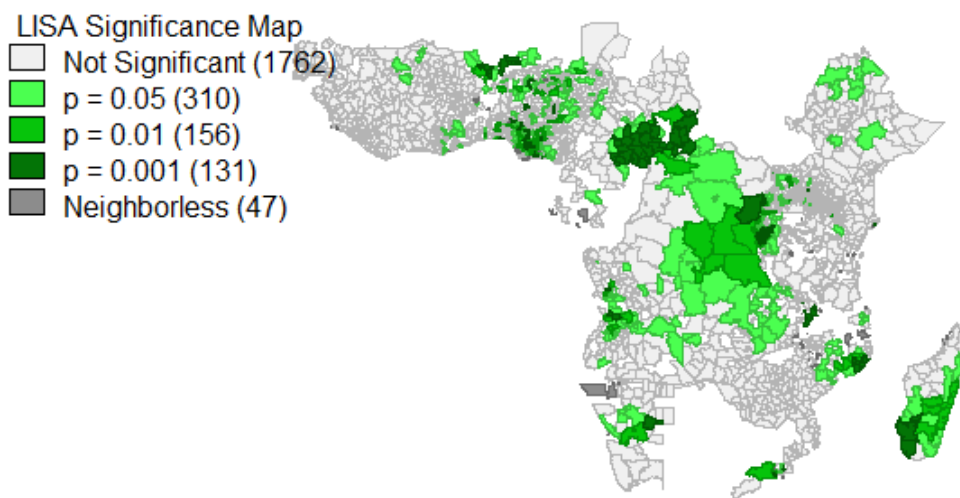 LISA Significance Map
Not Significant (1762)
p = 0.05 (310)
p = 0.01 (156)
p = 0.001 (131)
Neighborless (47)